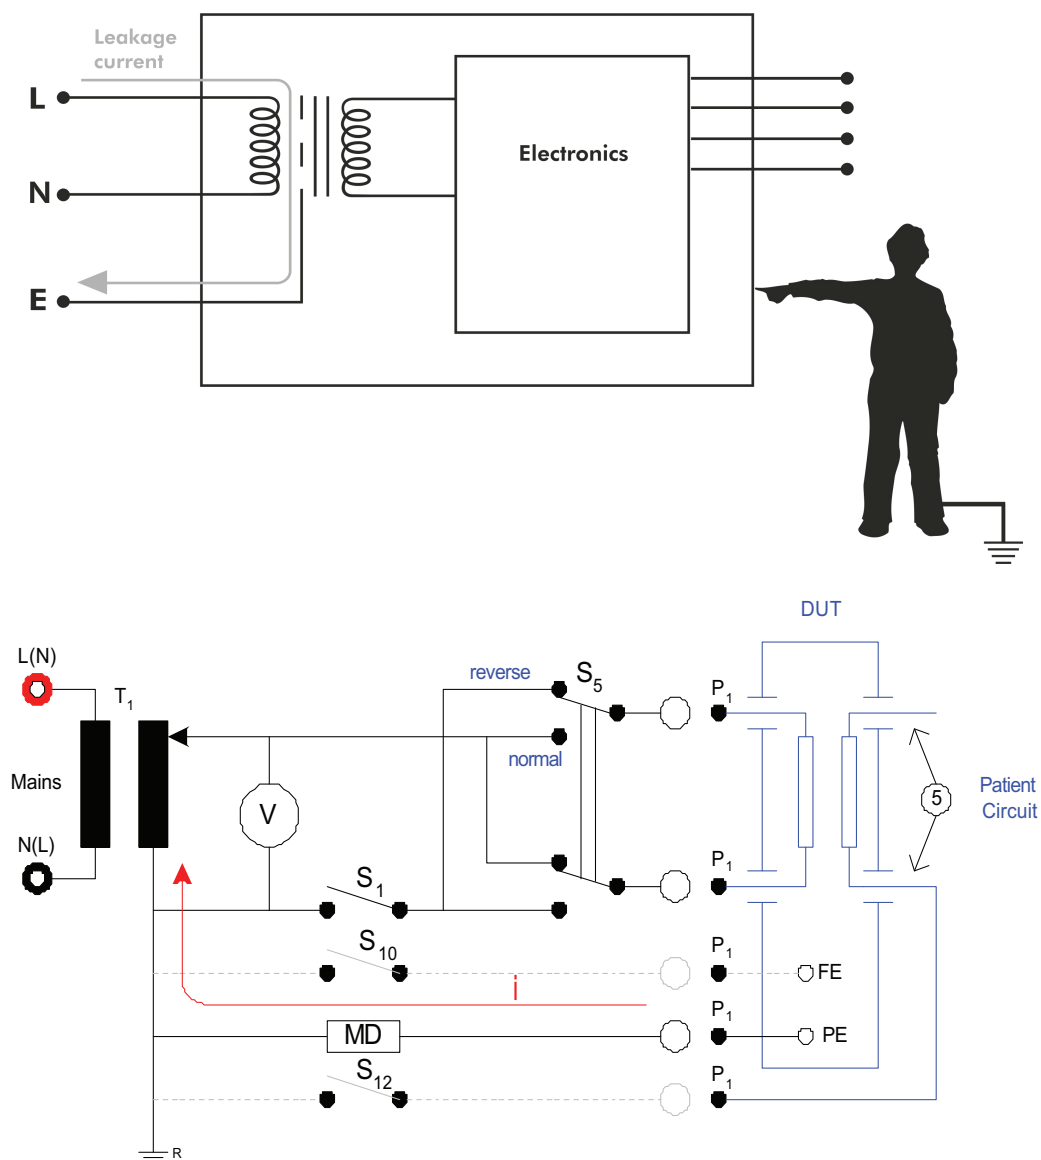 Leakage
current
L
N
E
Electronics
DUT
L(N)
T1
reverse
S5
P1
normal
Mains
V
5
Patient
Circuit
N(L)
S1
P1
S10
P1
FE
i
P1
MD
PE
S12
P1
R